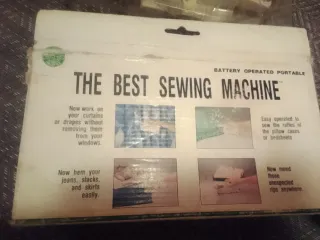 BATTERY OPERATED PORTABLE
THE BEST SEWING MACHINE
Now work on
your curtains
or drapes without
removing them
from your
windows.
Easy operated to
sew the ruffles of
the pillow cases
or bedsheets
Now hem your
jeans, slacks,
and skirts
easily.
Now mend
those
unexpected
rips anywhere.